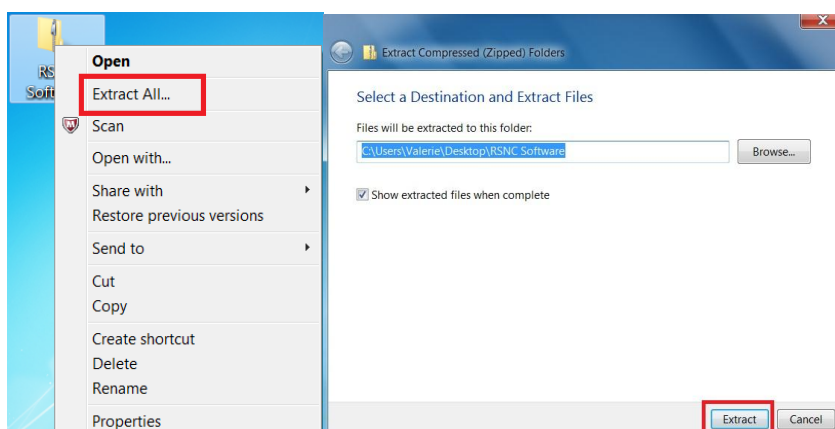 RS
Soft
Open
Extract All...
Scan
Open with...
Share with
Restore previous versions
Send to
Cut
Copy
Create shortcut
Delete
Rename
Properties
Extract Compressed (Zipped) Folders
Select a Destination and Extract Files
Files will be extracted to this folder:
C:\Users\Valerie\Desktop\RSNC Software
Browse...
Show extracted files when complete
Extract
Cancel